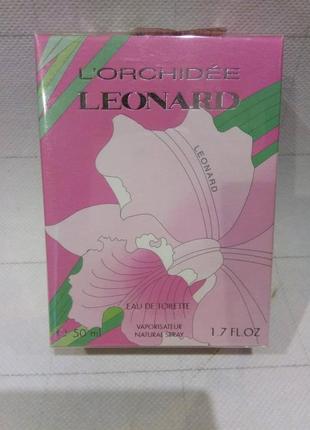 L'ORCHIDÉE
LEONARD
LEONARD
EAU DE TOILETTE
VAPORISATEUR
NATURAL SPRAY
℮ 50 ml
1.7 FL.OZ